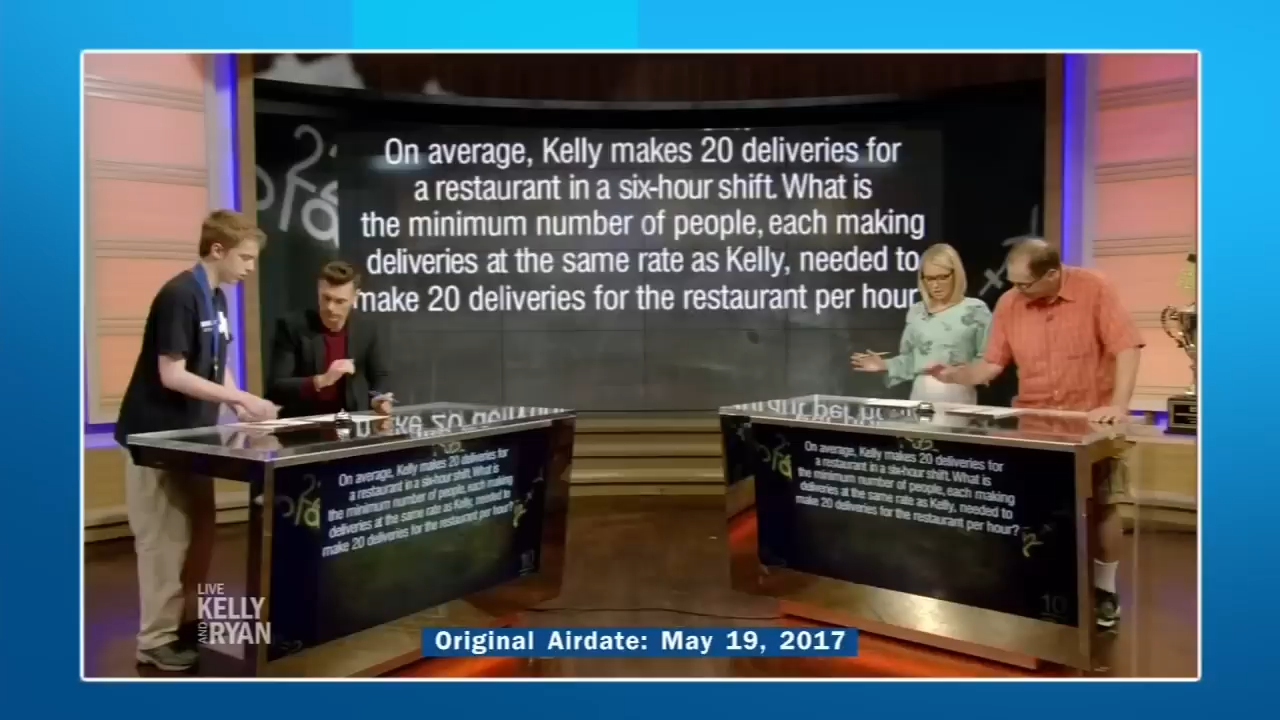 On average, Kelly makes 20 deliveries for
a restaurant in a six-hour shift. What is
the minimum number of people, each making
deliveries at the same rate as Kelly, needed to
make 20 deliveries for the restaurant per hour
On average, Kelly makes 20 deliveries for
a restaurant in a six-hour shift. What is
the minimum number of people, each making
deliveries at the same rate as Kelly, needed to
make 20 deliveries for the restaurant per hour?
10
On average, Kelly makes 20 deliveries for
a restaurant in a six-hour shift. What is
the minimum number of people, each making
deliveries at the same rate as Kelly, needed to
make 20 deliveries for the restaurant per hour?
10
LIVE
KELLY
AND RYAN
Original Airdate: May 19, 2017